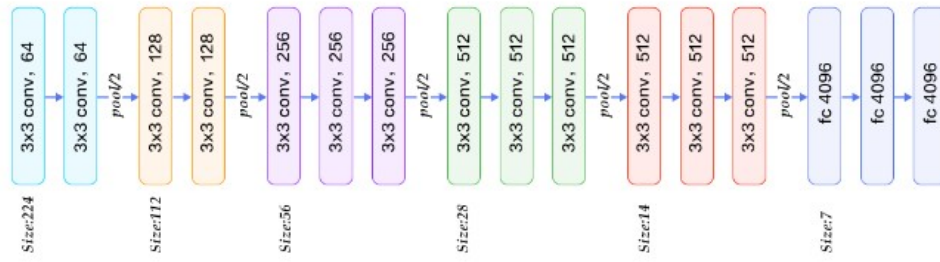 3x3 conv, 64
3x3 conv, 64
pool/2
3x3 conv, 128
3x3 conv, 128
pool/2
3x3 conv, 256
3x3 conv, 256
3x3 conv, 256
pool/2
3x3 conv, 512
3x3 conv, 512
3x3 conv, 512
pool/2
3x3 conv, 512
3x3 conv, 512
3x3 conv, 512
pool/2
fc 4096
fc 4096
fc 4096
Size:224
Size:112
Size:56
Size:28
Size:14
Size:7